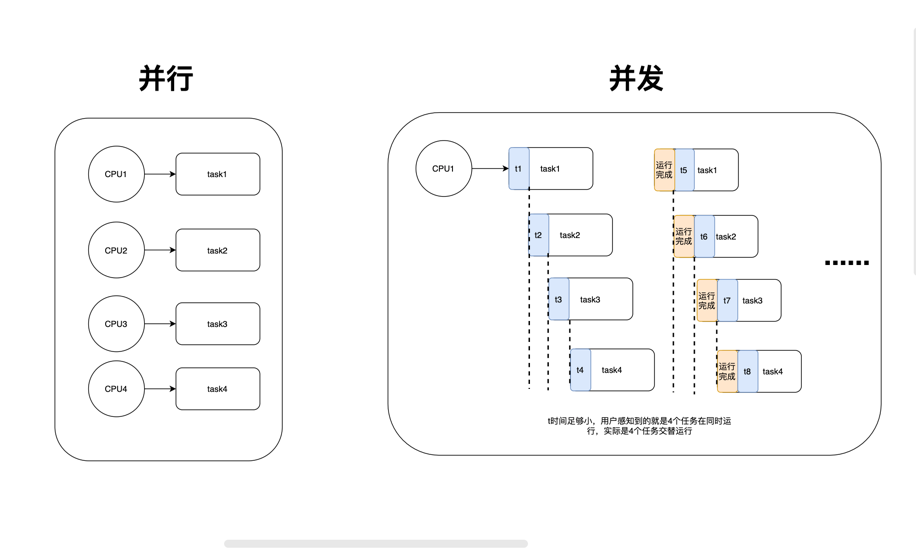 并行
并发
CPU1
task1
CPU2
task2
CPU3
task3
CPU4
task4
CPU1
t1
task1
t2
task2
t3
task3
t4
task4
运行
完成
t5
task1
运行
完成
t6
task2
运行
完成
t7
task3
运行
完成
t8
task4
......
t时间足够小，用户感知到的就是4个任务在同时运
行，实际是4个任务交替运行